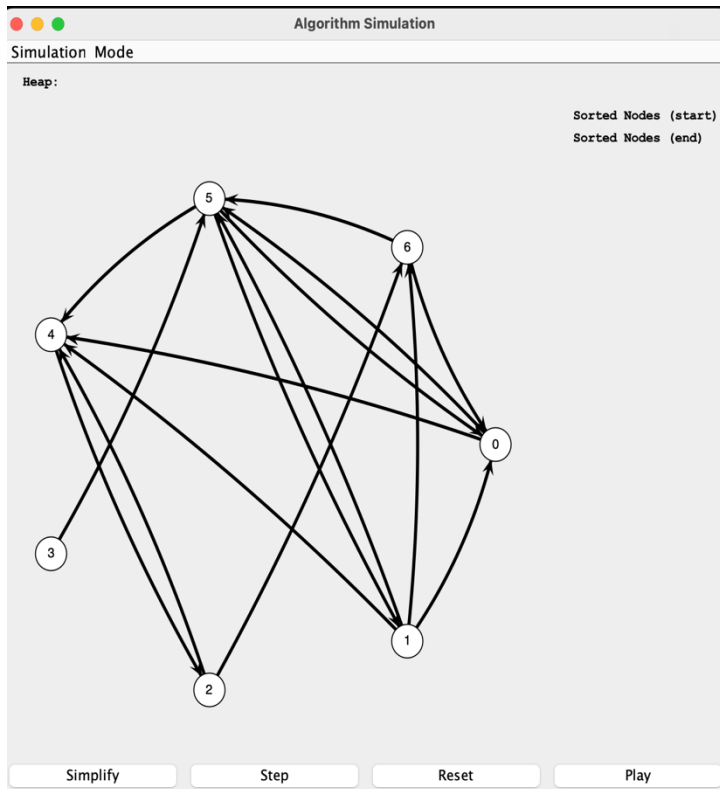 Algorithm Simulation
Simulation Mode
Heap:
Sorted Nodes (start)
Sorted Nodes (end)
5
6
4
0
3
1
2
Simplify
Step
Reset
Play